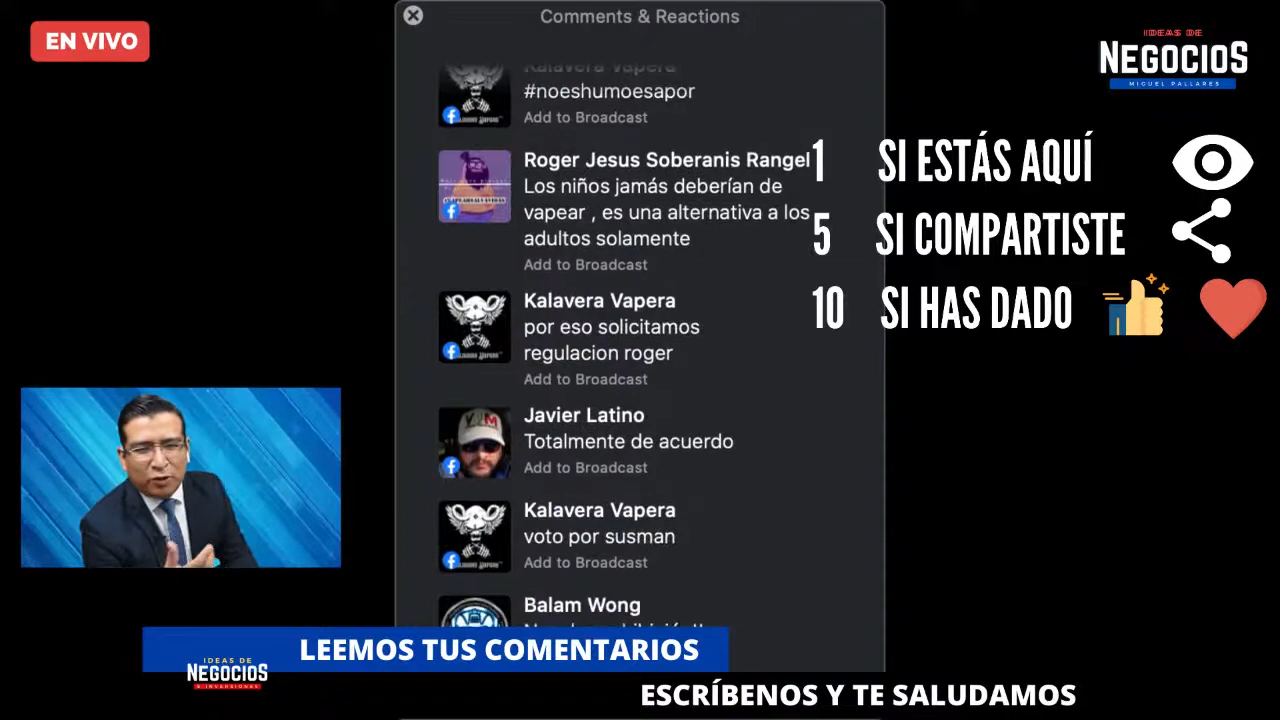 EN VIVO
Comments & Reactions
IDEAS DE
NEGOCIOS
MIGUEL PALLARES
Kalavera Vapera
#noeshumoesapor
Add to Broadcast
Roger Jesus Soberanis Rangel
Los niños jamás deberían de
vapear , es una alternativa a los
adultos solamente
Add to Broadcast
1 SI ESTÁS AQUÍ
5 SI COMPARTISTE
10 SI HAS DADO
Kalavera Vapera
por eso solicitamos
regulacion roger
Add to Broadcast
Javier Latino
Totalmente de acuerdo
Add to Broadcast
Kalavera Vapera
voto por susman
Add to Broadcast
Balam Wong
LEEMOS TUS COMENTARIOS
IDEAS DE
NEGOCIOS
& INVERSIONES
ESCRÍBENOS Y TE SALUDAMOS